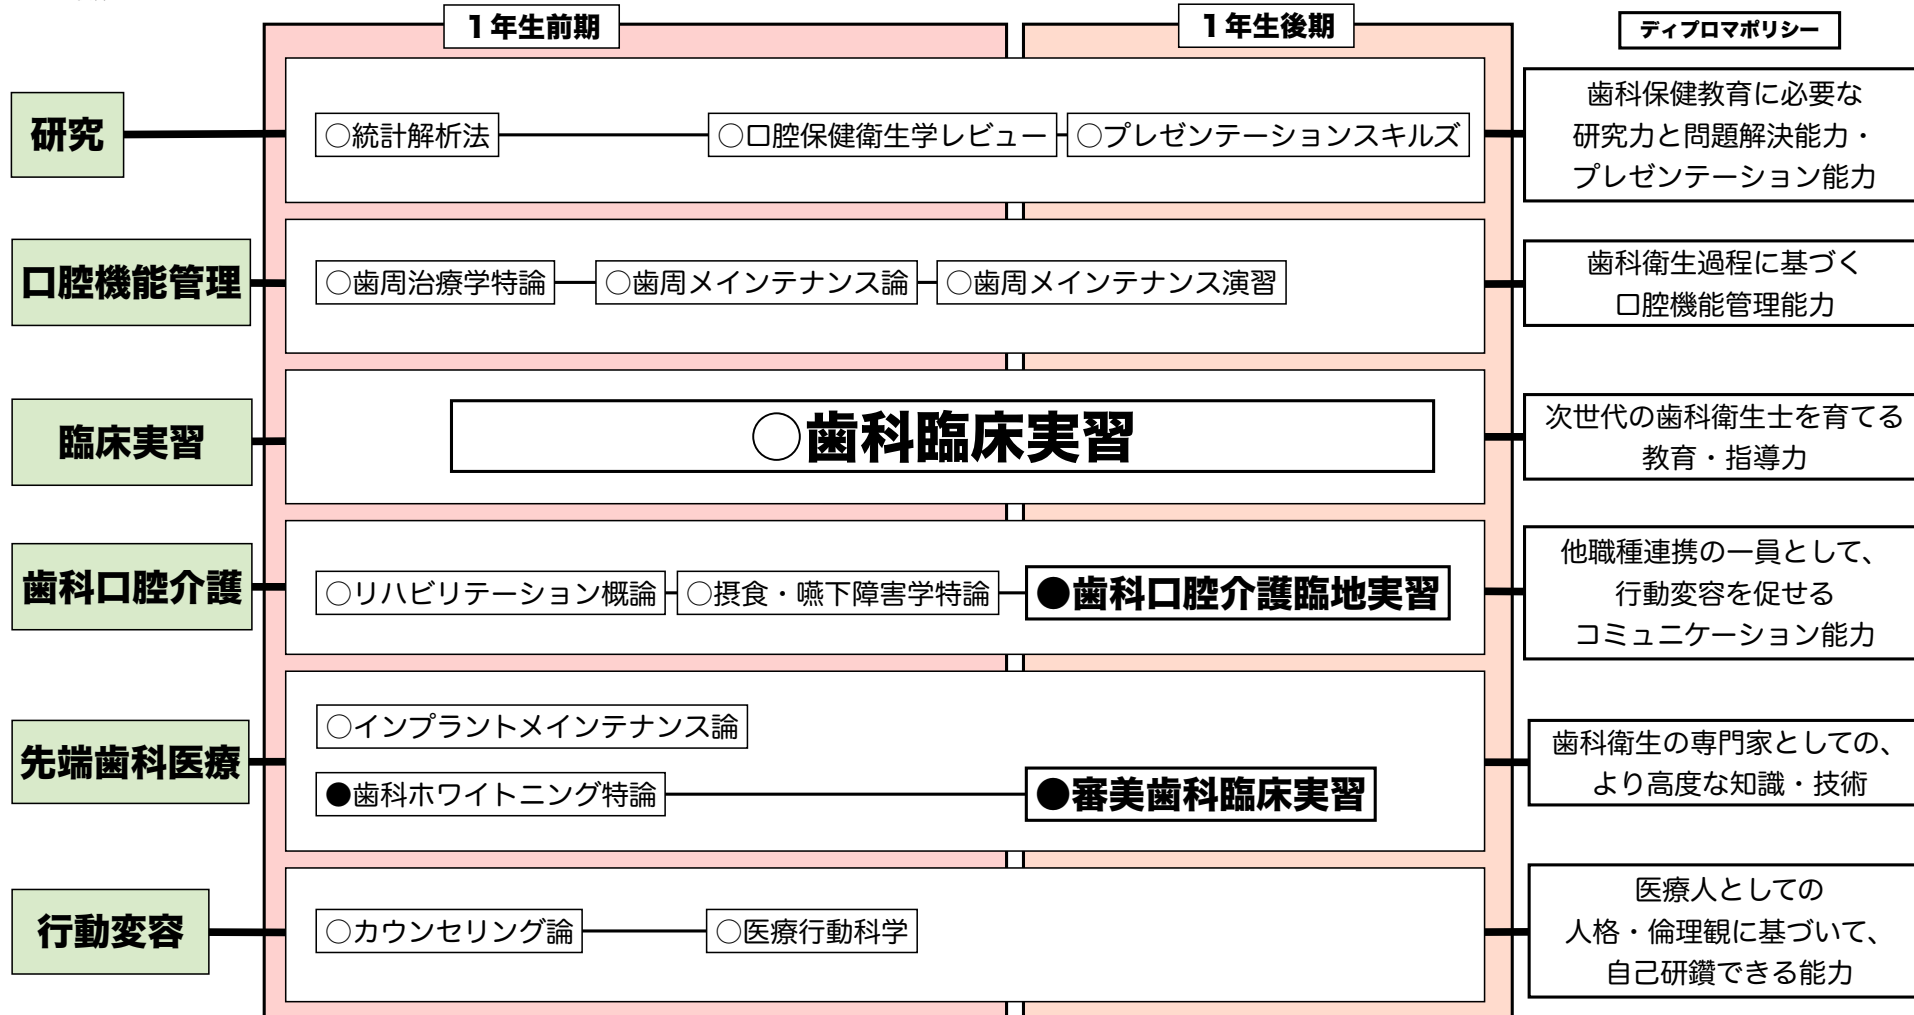 1年生前期
1年生後期
ディプロマポリシー
研究
○統計解析法
○口腔保健衛生学レビュー
○プレゼンテーションスキルズ
歯科保健教育に必要な
研究力と問題解決能力・
プレゼンテーション能力
口腔機能管理
○歯周治療学特論
○歯周メインテナンス論
○歯周メインテナンス演習
歯科衛生過程に基づく
口腔機能管理能力
臨床実習
○歯科臨床実習
次世代の歯科衛生士を育てる
教育・指導力
歯科口腔介護
○リハビリテーション概論
○摂食・嚥下障害学特論
●歯科口腔介護臨地実習
他職種連携の一員として、
行動変容を促せる
コミュニケーション能力
先端歯科医療
○インプラントメインテナンス論
●歯科ホワイトニング特論
●審美歯科臨床実習
歯科衛生の専門家としての、
より高度な知識・技術
行動変容
○カウンセリング論
○医療行動科学
医療人としての
人格・倫理観に基づいて、
自己研鑽できる能力